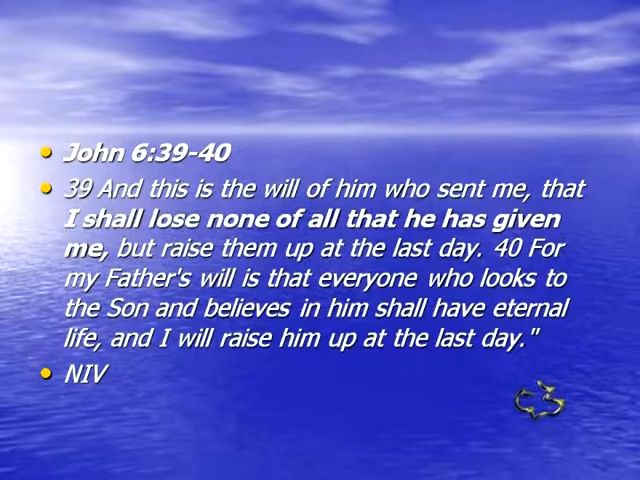 • John 6:39-40
• 39 And this is the will of him who sent me, that
I shall lose none of all that he has given
me, but raise them up at the last day. 40 For
my Father's will is that everyone who looks to
the Son and believes in him shall have eternal
life, and I will raise him up at the last day."
• NIV